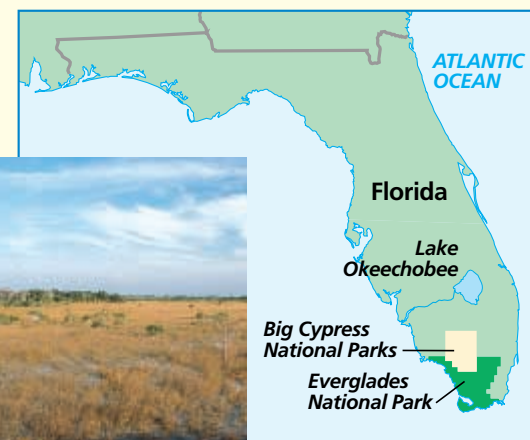 ATLANTIC
OCEAN
Florida
Lake
Okeechobee
Big Cypress
National Parks
Everglades
National Park